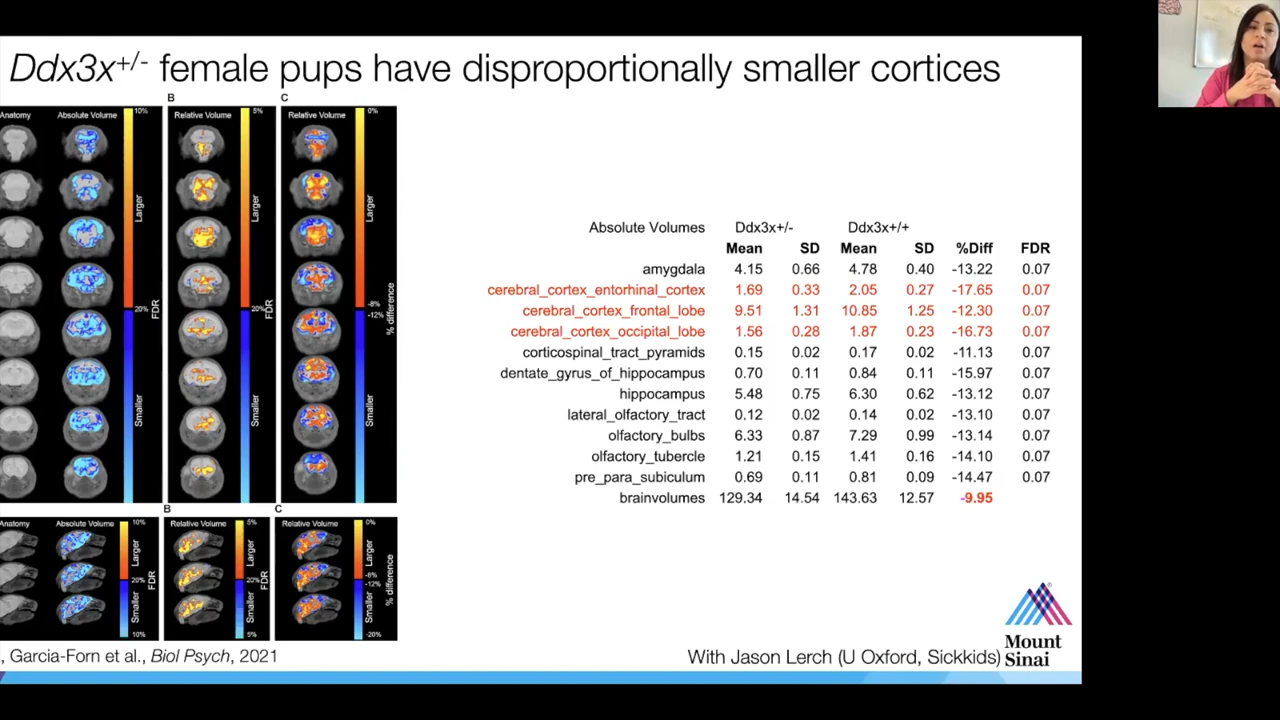 Ddx3x+/- female pups have disproportionally smaller cortices
B
C
Anatomy
Absolute Volume
10%
Relative Volume
5%
Relative Volume
0%
Larger
Larger
Larger
20%
FDR
20%
FDR
-8%
-12%
% difference
Smaller
Smaller
Smaller
B
C
Anatomy
Absolute Volume
10%
Relative Volume
5%
Relative Volume
0%
Larger
Larger
Larger
20%
FDR
20%
FDR
-8%
-12%
% difference
Smaller
Smaller
Smaller
10%
5%
-20%
Absolute Volumes Ddx3x+/- Ddx3x+/+
Mean SD Mean SD %Diff FDR
amygdala 4.15 0.66 4.78 0.40 -13.22 0.07
cerebral_cortex_entorhinal_cortex 1.69 0.33 2.05 0.27 -17.65 0.07
cerebral_cortex_frontal_lobe 9.51 1.31 10.85 1.25 -12.30 0.07
cerebral_cortex_occipital_lobe 1.56 0.28 1.87 0.23 -16.73 0.07
corticospinal_tract_pyramids 0.15 0.02 0.17 0.02 -11.13 0.07
dentate_gyrus_of_hippocampus 0.70 0.11 0.84 0.11 -15.97 0.07
hippocampus 5.48 0.75 6.30 0.62 -13.12 0.07
lateral_olfactory_tract 0.12 0.02 0.14 0.02 -13.10 0.07
olfactory_bulbs 6.33 0.87 7.29 0.99 -13.14 0.07
olfactory_tubercle 1.21 0.15 1.41 0.16 -14.10 0.07
pre_para_subiculum 0.69 0.11 0.81 0.09 -14.47 0.07
brainvolumes 129.34 14.54 143.63 12.57 -9.95
, Garcia-Forn et al., Biol Psych, 2021
With Jason Lerch (U Oxford, Sickkids)
Mount
Sinai